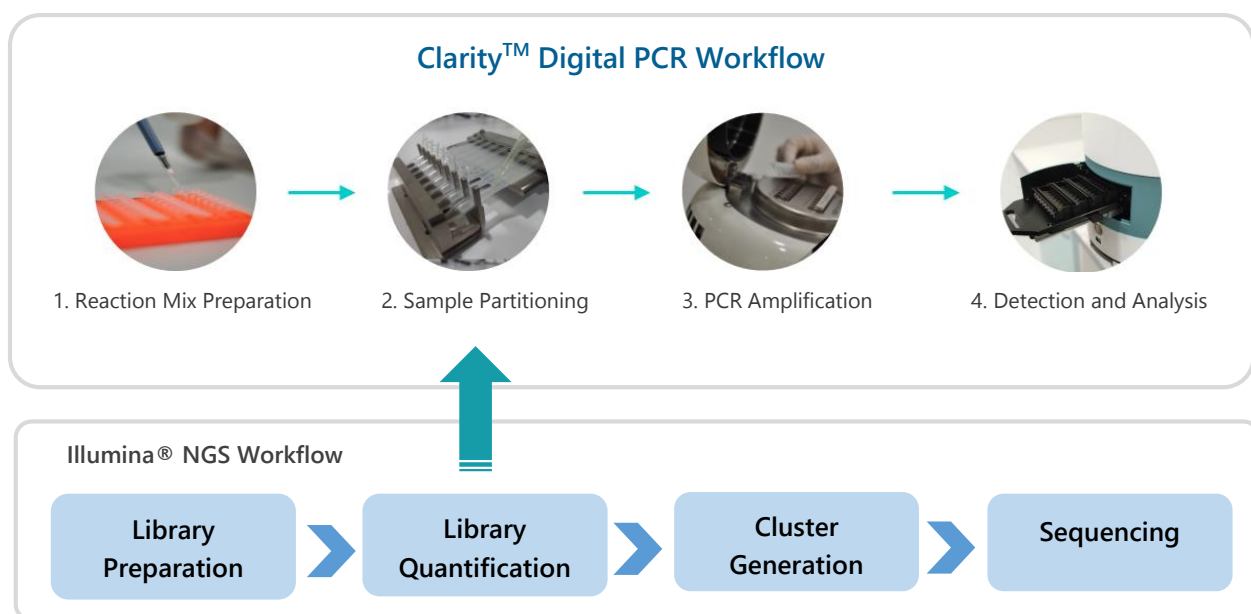 Clarity™ Digital PCR Workflow
1. Reaction Mix Preparation
2. Sample Partitioning
3. PCR Amplification
4. Detection and Analysis
Illumina® NGS Workflow
Library
Preparation
Library
Quantification
Cluster
Generation
Sequencing